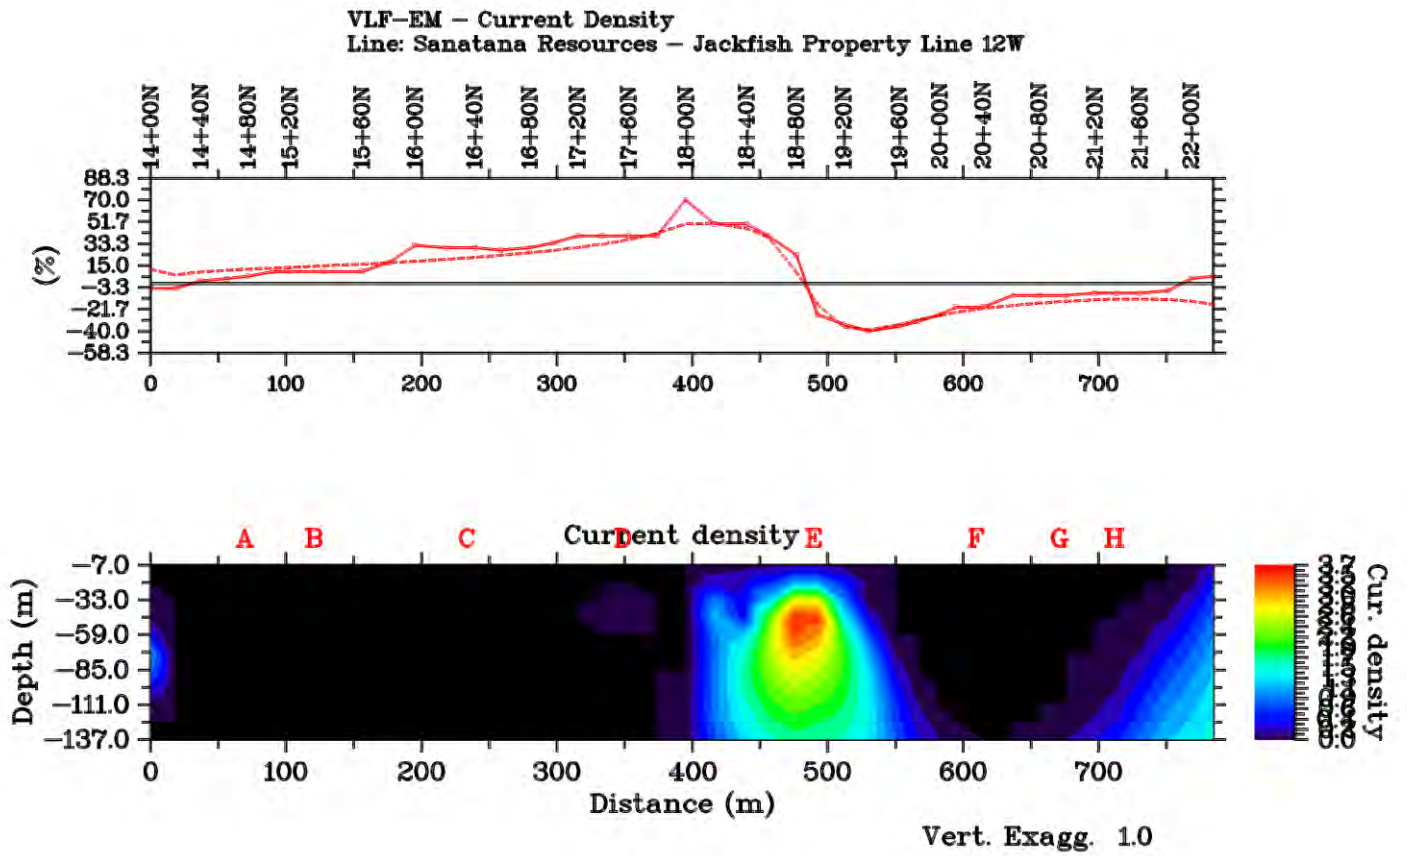 VLF-EM - Current Density
Line: Sanatana Resources - Jackfish Property Line 12W
14+00N 14+40N 14+80N 15+20N 15+60N 16+00N 16+40N 16+80N 17+20N 17+60N 18+00N 18+40N 18+80N 19+20N 19+60N 20+00N 20+40N 20+80N 21+20N 21+60N 22+00N
(%)
88.3
70.0
51.7
33.3
15.0
-3.3
-21.7
-40.0
-58.3
0 100 200 300 400 500 600 700
A B C D E F G H
Current density
Depth (m)
-7.0
-33.0
-59.0
-85.0
-111.0
-137.0
0 100 200 300 400 500 600 700
Distance (m)
Cur. density
0.0
Vert. Exagg. 1.0